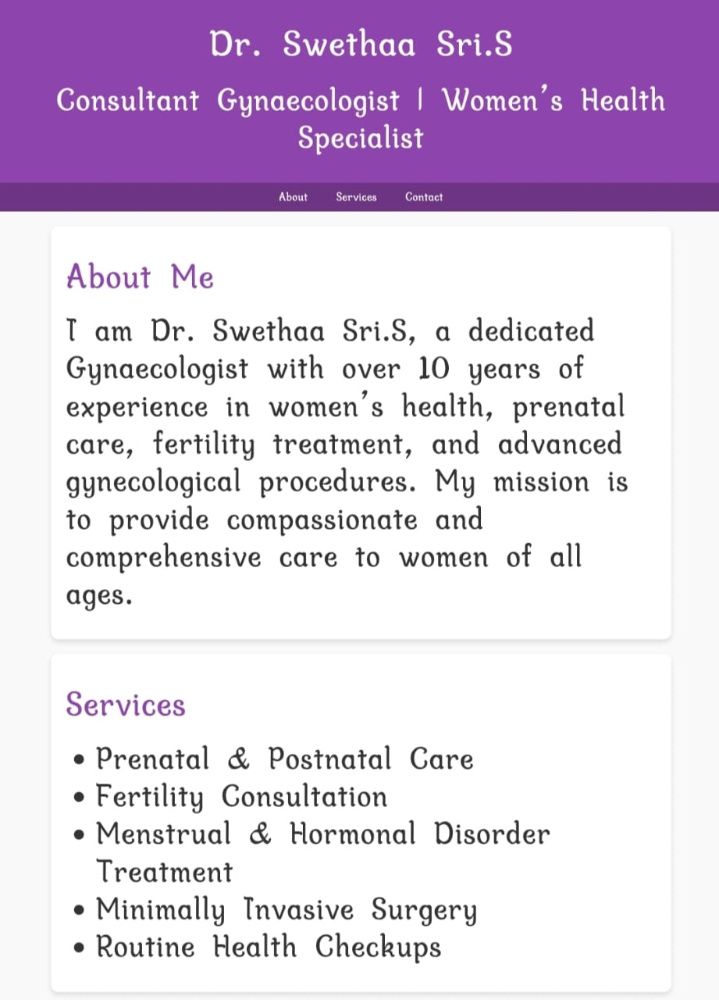 Dr. Swethaa Sri.S
Consultant Gynaecologist | Women's Health
Specialist
About Services Contact
About Me
I am Dr. Swethaa Sri.S, a dedicated
Gynaecologist with over 10 years of
experience in women's health, prenatal
care, fertility treatment, and advanced
gynecological procedures. My mission is
to provide compassionate and
comprehensive care to women of all
ages.
Services
• Prenatal & Postnatal Care
• Fertility Consultation
• Menstrual & Hormonal Disorder
Treatment
• Minimally Invasive Surgery
• Routine Health Checkups